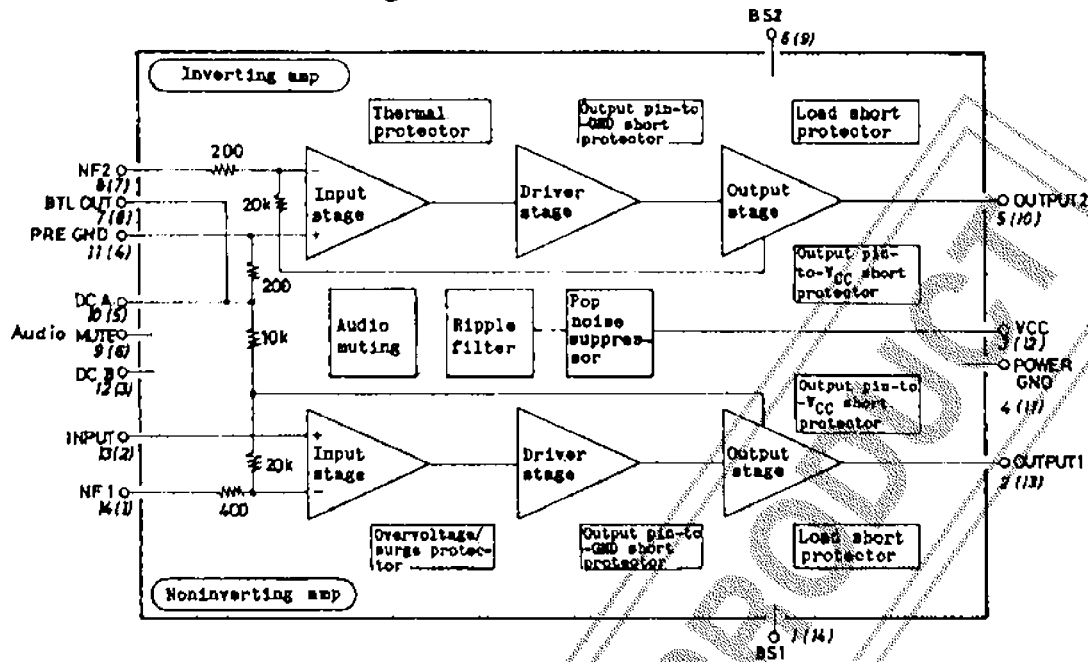 BS2
6(9)
Inverting amp
Thermal
protector
Output pin-to
-GND short
protector
Load short
protector
NF2
8(7)
200
20k
Input
stage
Driver
stage
Output
stage
OUTPUT2
5(10)
BTL OUT
7(8)
PRE GND
11(4)
200
Output pin-
to-VCC short
protector
DC A
10(5)
Audio MUTE
9(6)
10k
Audio
muting
Ripple
filter
Pop
noise
suppres-
sor
VCC
3(12)
POWER
GND
4(11)
DC B
12(3)
Output pin-to
-VCC short
protector
INPUT
13(2)
20k
Input
stage
Driver
stage
Output
stage
OUTPUT1
2(13)
NF1
14(1)
400
Overvoltage/
surge protec-
tor
Output pin-to
-GND short
protector
Load short
protector
Noninverting amp
1(14)
BS1
PRODUCT